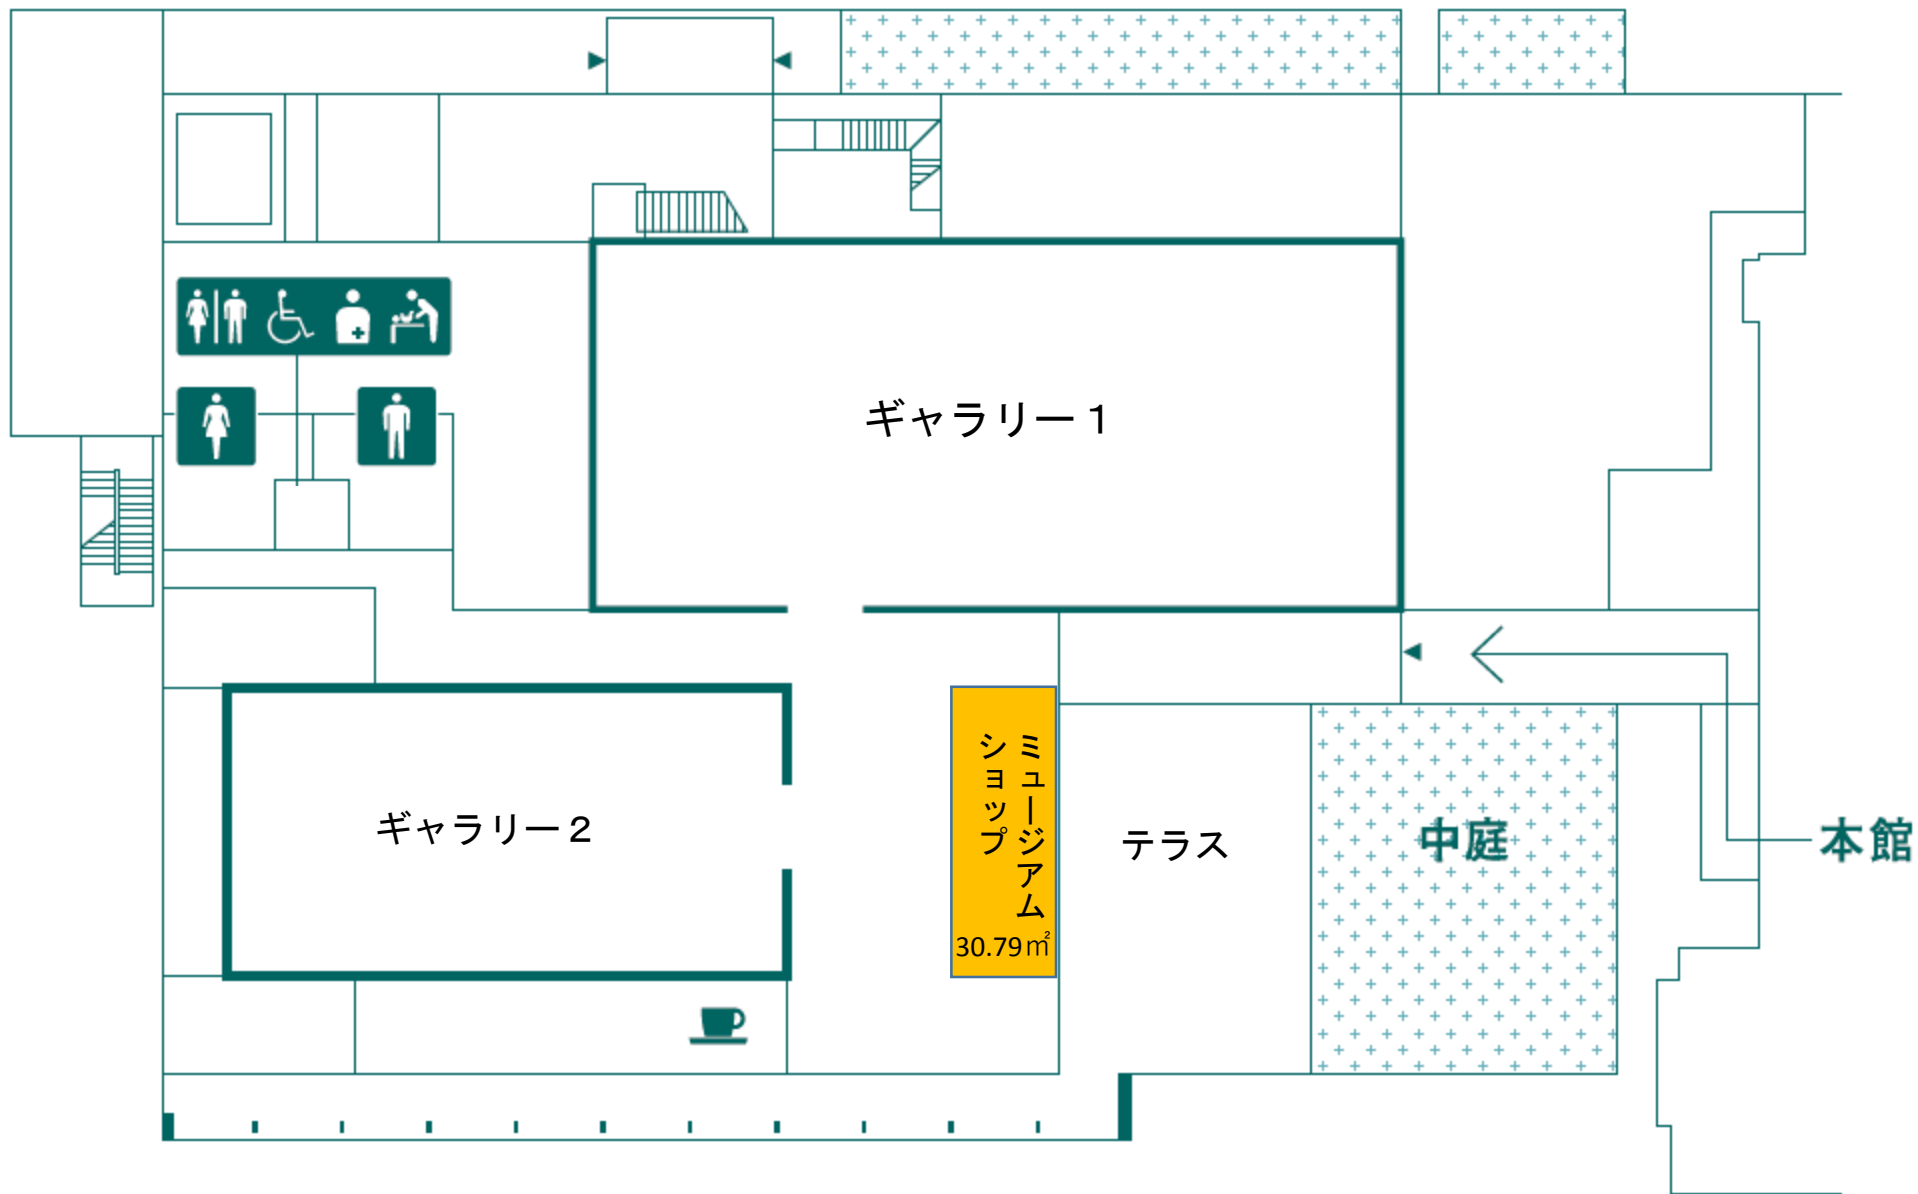 ギャラリー１
ギャラリー２
ミュージアム
ショップ
30.79㎡
テラス
中庭
本館